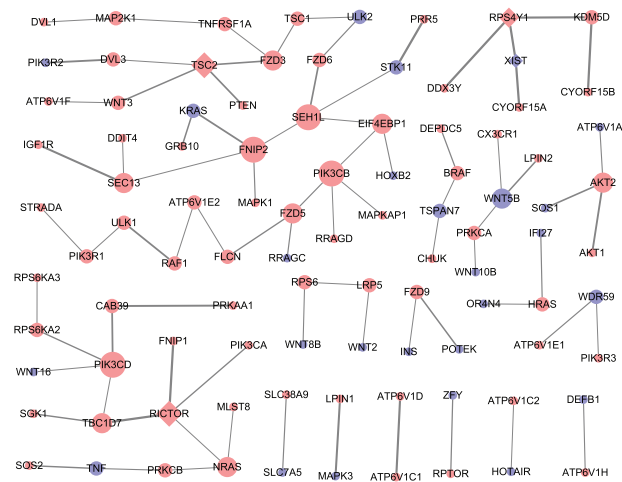 DVL1
MAP2K1
TNFRSF1A
TSC1
ULK2
PRR5
RPS4Y1
KDM5D
PIK3R2
DVL3
TSC2
FZD3
FZD6
STK11
XIST
ATP6V1F
WNT3
PTEN
DDX3Y
CYORF15A
CYORF15B
KRAS
SEH1L
EIF4EBP1
DEPDC5
CX3CR1
ATP6V1A
IGF1R
DDIT4
GRB10
FNIP2
LPIN2
SEC13
PIK3CB
HOXB2
BRAF
AKT2
STRADA
ULK1
ATP6V1E2
MAPK1
FZD5
MAPKAP1
TSPAN7
WNT5B
SOS1
RRAGD
PRKCA
IFI27
PIK3R1
RAF1
FLCN
RRAGC
CHUK
WNT10B
AKT1
RPS6KA3
RPS6
LRP5
FZD9
OR4N4
HRAS
WDR59
CAB39
PRKAA1
RPS6KA2
FNIP1
PIK3CA
WNT8B
WNT2
INS
POTEK
ATP6V1E1
PIK3R3
WNT16
PIK3CD
SGK1
TBC1D7
RICTOR
MLST8
SLC38A9
LPIN1
ATP6V1D
ZFY
ATP6V1C2
DEFB1
SOS2
TNF
PRKCB
NRAS
SLC7A5
MAPK3
ATP6V1C1
RPTOR
HOTAIR
ATP6V1H